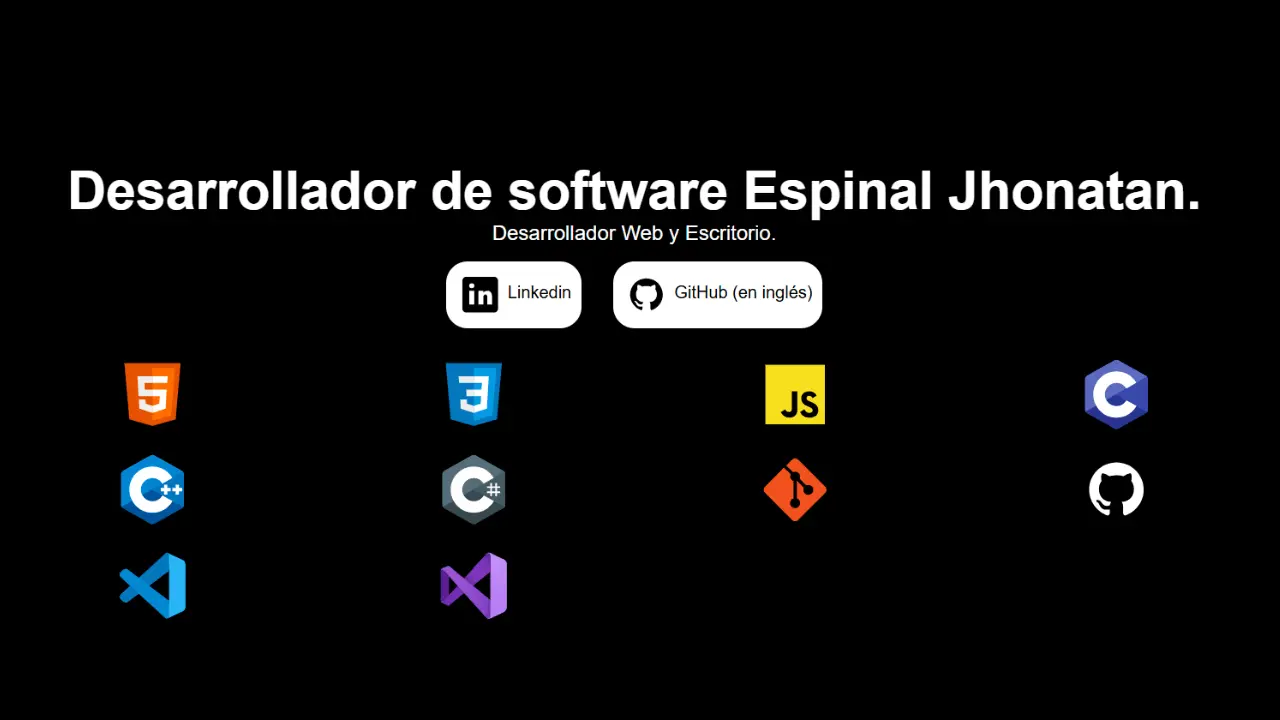 Desarrollador de software Espinal Jhonatan.
Desarrollador Web y Escritorio.
in Linkedin
GitHub (en inglés)
5 3 JS C
C++ C#